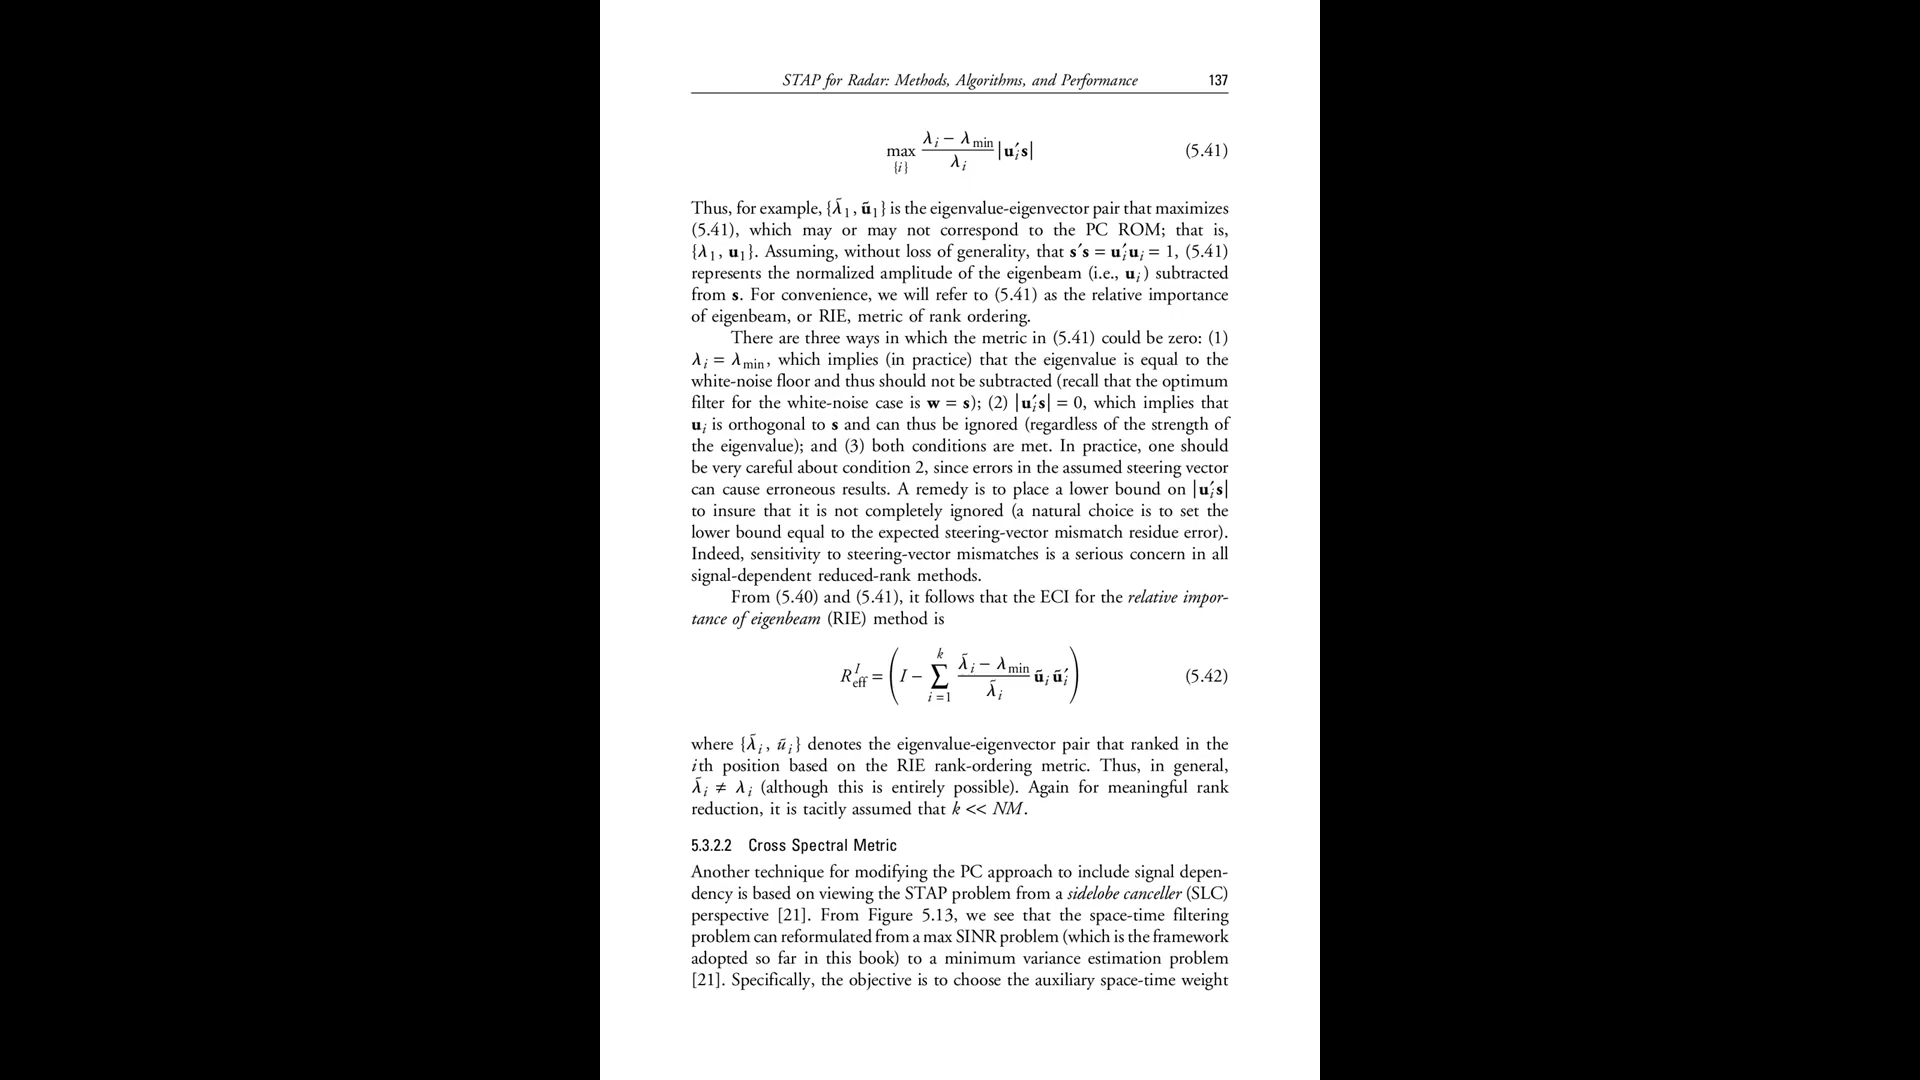 STAP for Radar: Methods, Algorithms, and Performance 137
max_{i} (λ_i − λ_min)/λ_i |u′_i s| (5.41)
Thus, for example, {λ̃_1, ũ_1} is the eigenvalue-eigenvector pair that maximizes
(5.41), which may or may not correspond to the PC ROM; that is,
{λ_1, u_1}. Assuming, without loss of generality, that s′s = u′_i u_i = 1, (5.41)
represents the normalized amplitude of the eigenbeam (i.e., u_i) subtracted
from s. For convenience, we will refer to (5.41) as the relative importance
of eigenbeam, or RIE, metric of rank ordering.
There are three ways in which the metric in (5.41) could be zero: (1)
λ_i = λ_min, which implies (in practice) that the eigenvalue is equal to the
white-noise floor and thus should not be subtracted (recall that the optimum
filter for the white-noise case is w = s); (2) |u′_i s| = 0, which implies that
u_i is orthogonal to s and can thus be ignored (regardless of the strength of
the eigenvalue); and (3) both conditions are met. In practice, one should
be very careful about condition 2, since errors in the assumed steering vector
can cause erroneous results. A remedy is to place a lower bound on |u′_i s|
to insure that it is not completely ignored (a natural choice is to set the
lower bound equal to the expected steering-vector mismatch residue error).
Indeed, sensitivity to steering-vector mismatches is a serious concern in all
signal-dependent reduced-rank methods.
From (5.40) and (5.41), it follows that the ECI for the relative impor-
tance of eigenbeam (RIE) method is
R^I_eff = (I − ∑_{i=1}^{k} (λ̃_i − λ_min)/λ̃_i ũ_i ũ′_i) (5.42)
where {λ̃_i, ũ_i} denotes the eigenvalue-eigenvector pair that ranked in the
ith position based on the RIE rank-ordering metric. Thus, in general,
λ̃_i ≠ λ_i (although this is entirely possible). Again for meaningful rank
reduction, it is tacitly assumed that k << NM.
5.3.2.2 Cross Spectral Metric
Another technique for modifying the PC approach to include signal depen-
dency is based on viewing the STAP problem from a sidelobe canceller (SLC)
perspective [21]. From Figure 5.13, we see that the space-time filtering
problem can reformulated from a max SINR problem (which is the framework
adopted so far in this book) to a minimum variance estimation problem
[21]. Specifically, the objective is to choose the auxiliary space-time weight